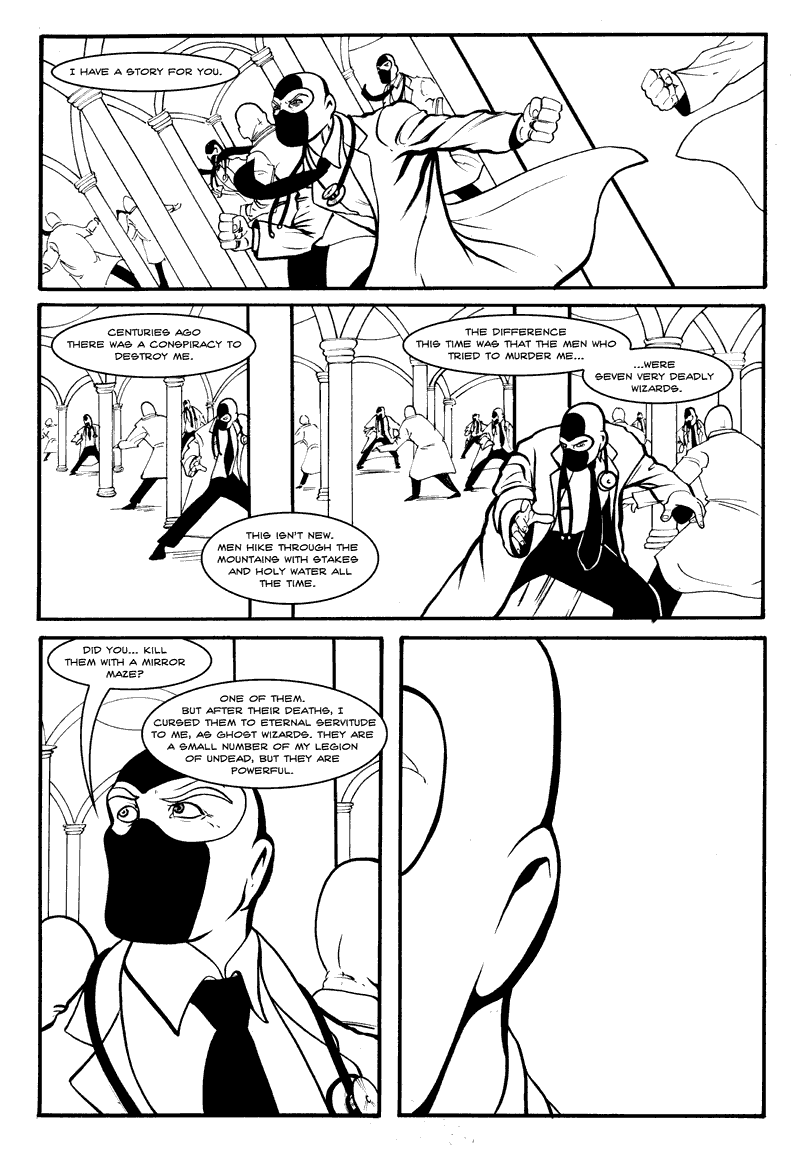 I HAVE A STORY FOR YOU.
CENTURIES AGO
THERE WAS A CONSPIRACY TO
DESTROY ME.
THIS ISN'T NEW.
MEN HIKE THROUGH THE
MOUNTAINS WITH STAKES
AND HOLY WATER ALL
THE TIME.
THE DIFFERENCE
THIS TIME WAS THAT THE MEN WHO
TRIED TO MURDER ME...
...WERE
SEVEN VERY DEADLY
WIZARDS.
DID YOU... KILL
THEM WITH A MIRROR
MAZE?
ONE OF THEM.
BUT AFTER THEIR DEATHS, I
CURSED THEM TO ETERNAL SERVITUDE
TO ME, AS GHOST WIZARDS. THEY ARE
A SMALL NUMBER OF MY LEGION
OF UNDEAD, BUT THEY ARE
POWERFUL.